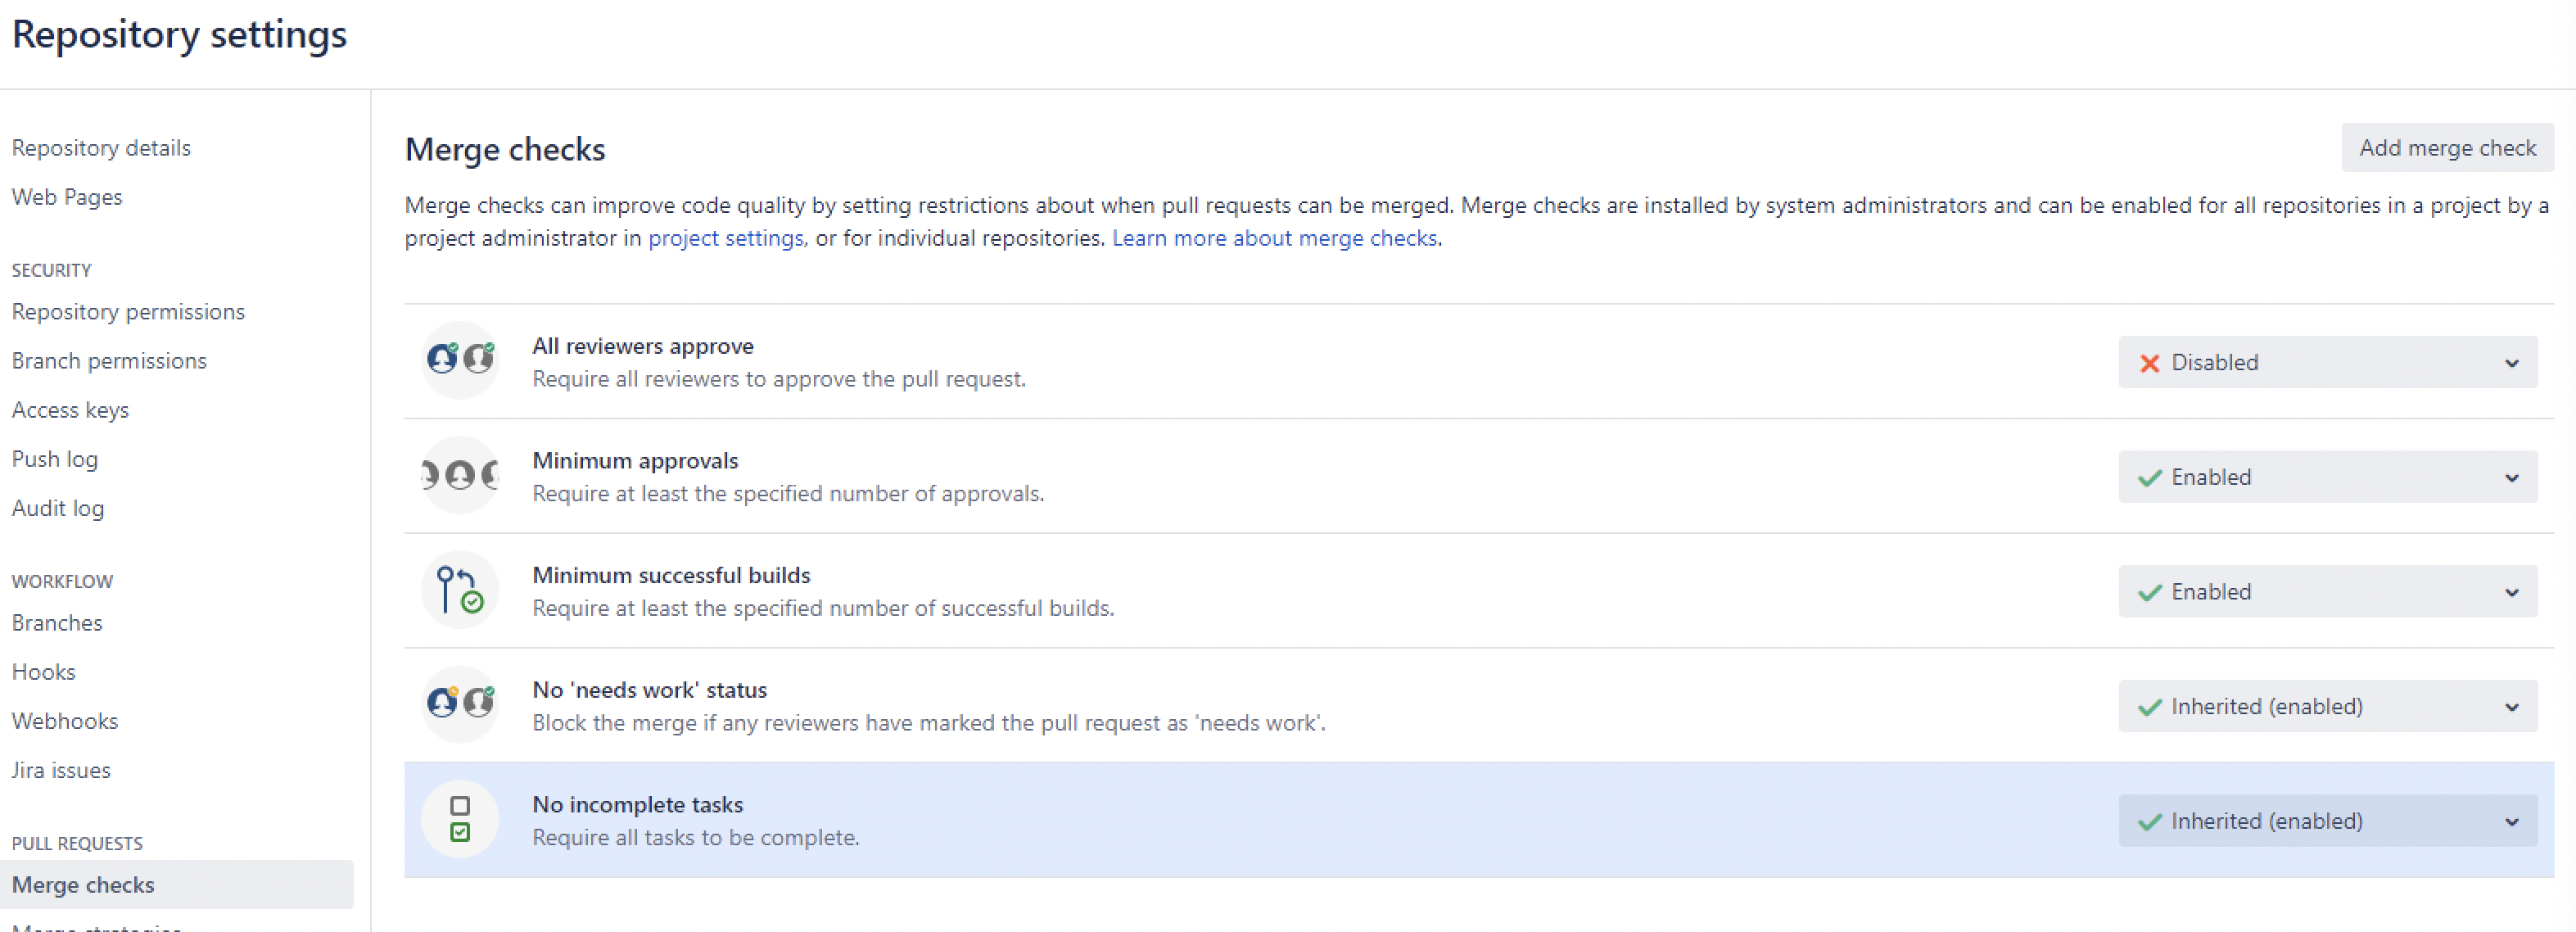 Repository settings
Repository details
Web Pages
SECURITY
Repository permissions
Branch permissions
Access keys
Push log
Audit log
WORKFLOW
Branches
Hooks
Webhooks
Jira issues
PULL REQUESTS
Merge checks
Merge strategies
Merge checks
Add merge check
Merge checks can improve code quality by setting restrictions about when pull requests can be merged. Merge checks are installed by system administrators and can be enabled for all repositories in a project by a
project administrator in project settings, or for individual repositories. Learn more about merge checks.
All reviewers approve
Require all reviewers to approve the pull request.
Disabled
Minimum approvals
Require at least the specified number of approvals.
Enabled
Minimum successful builds
Require at least the specified number of successful builds.
Enabled
No 'needs work' status
Block the merge if any reviewers have marked the pull request as 'needs work'.
Inherited (enabled)
No incomplete tasks
Require all tasks to be complete.
Inherited (enabled)